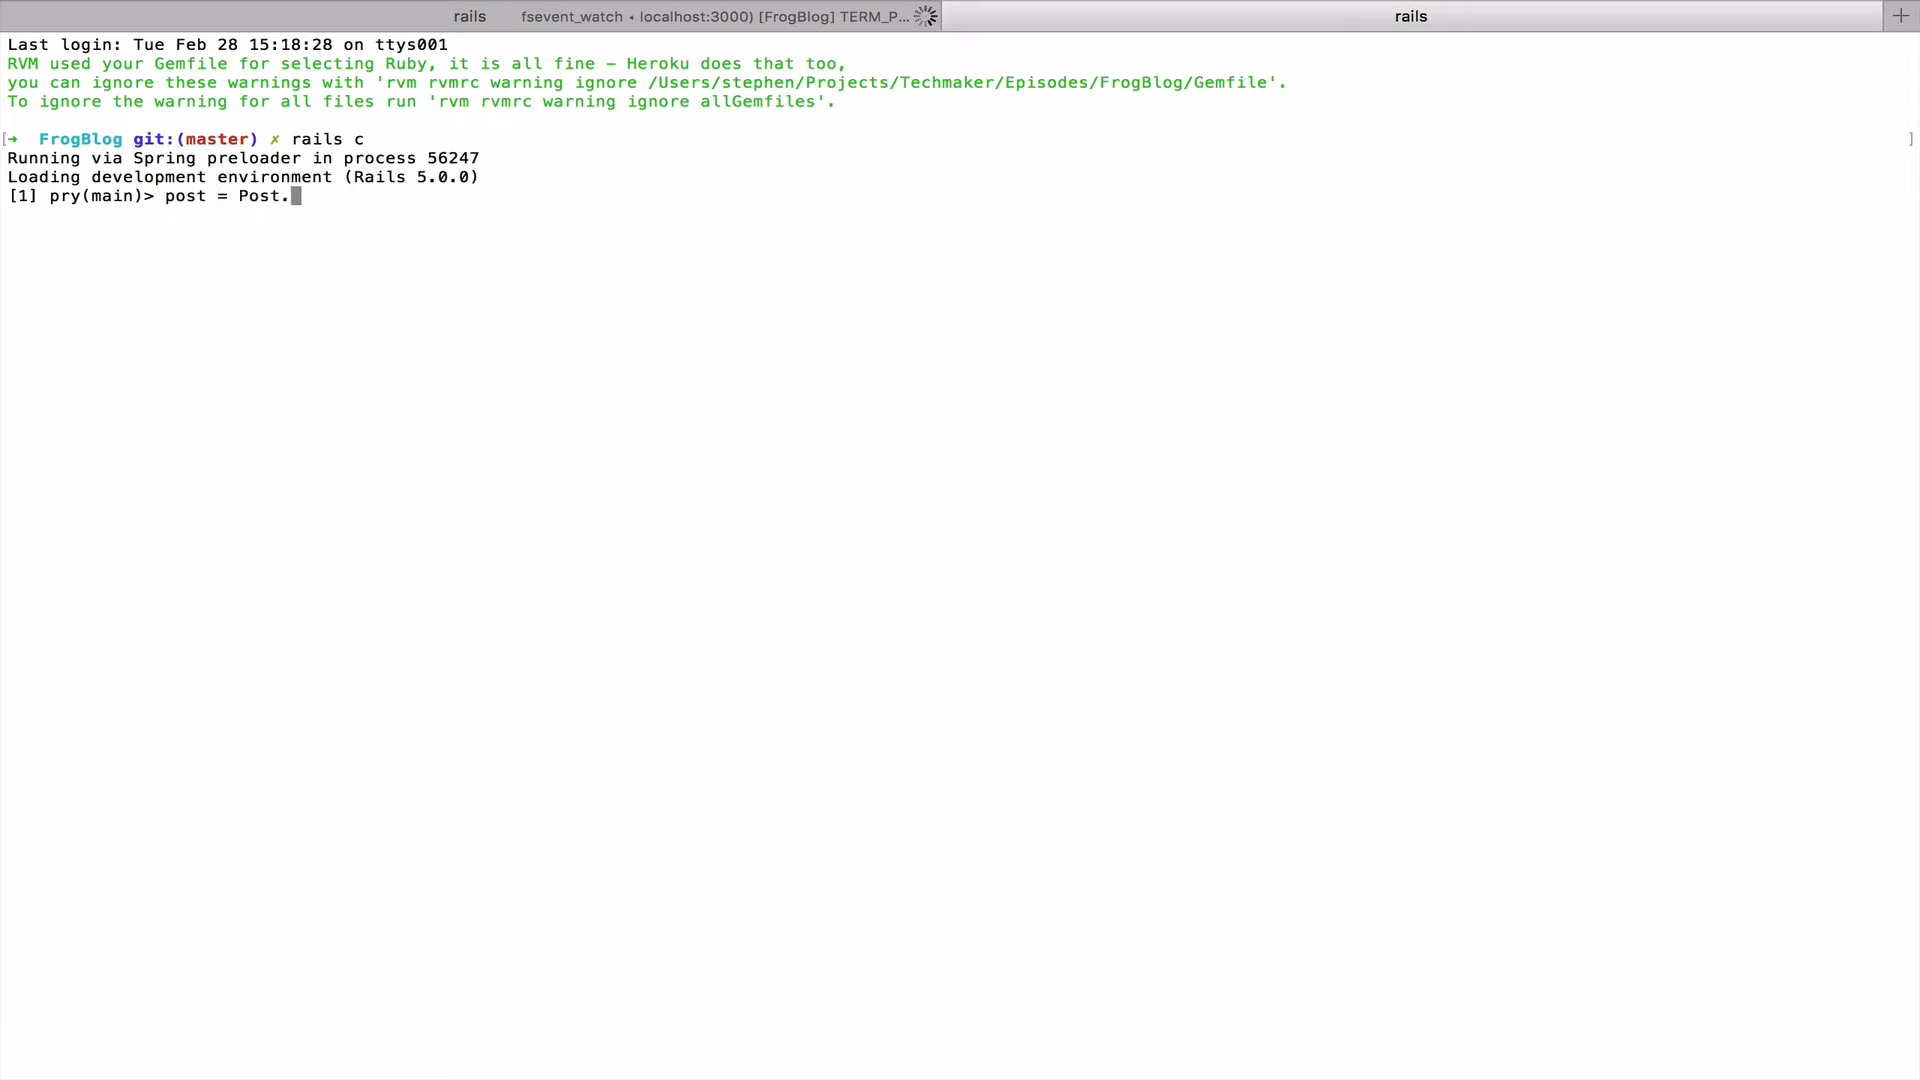 rails fsevent_watch ◂ localhost:3000) [FrogBlog] TERM_P... rails +
Last login: Tue Feb 28 15:18:28 on ttys001
RVM used your Gemfile for selecting Ruby, it is all fine – Heroku does that too,
you can ignore these warnings with 'rvm rvmrc warning ignore /Users/stephen/Projects/Techmaker/Episodes/FrogBlog/Gemfile'.
To ignore the warning for all files run 'rvm rvmrc warning ignore allGemfiles'.
[➜ FrogBlog git:(master) ✗ rails c ]
Running via Spring preloader in process 56247
Loading development environment (Rails 5.0.0)
[1] pry(main)> post = Post.